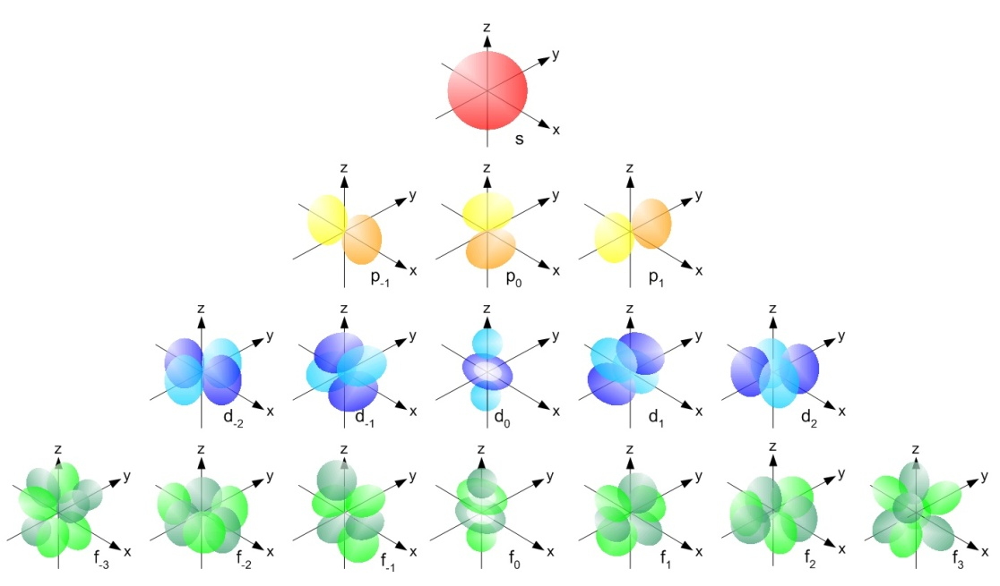 z
y
x
s
z z z
y y y
x x x
p-1 p0 p1
z z z z z
y y y y y
x x x x x
d-2 d-1 d0 d1 d2
z z z z z z z
y y y y y y y
x x x x x x x
f-3 f-2 f-1 f0 f1 f2 f3